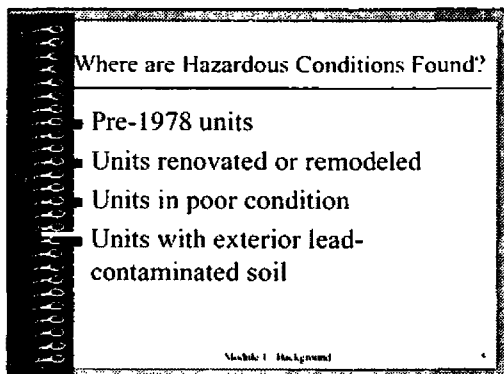 Where are Hazardous Conditions Found?
Pre-1978 units
Units renovated or remodeled
Units in poor condition
Units with exterior lead-
contaminated soil
Module 1 Background